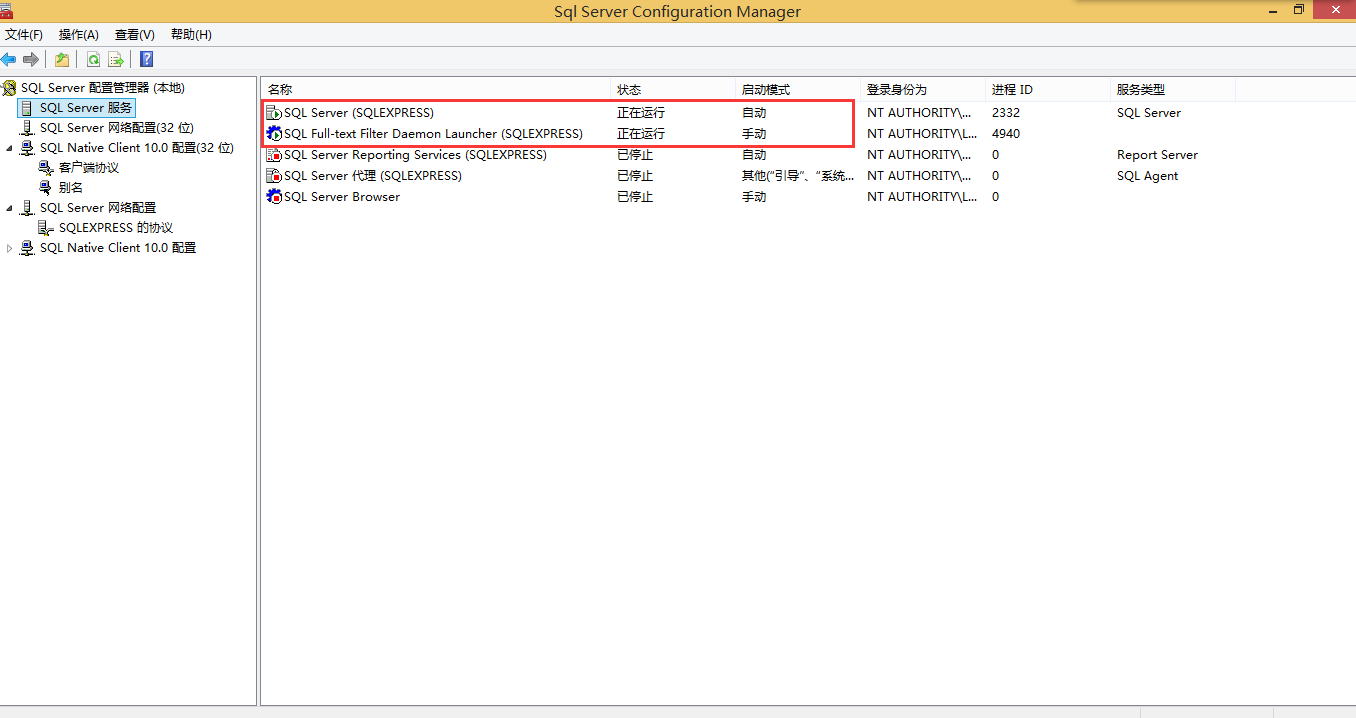 Sql Server Configuration Manager
文件(F) 操作(A) 查看(V) 帮助(H)
SQL Server 配置管理器 (本地)
SQL Server 服务
SQL Server 网络配置(32 位)
SQL Native Client 10.0 配置(32 位)
客户端协议
别名
SQL Server 网络配置
SQLEXPRESS 的协议
SQL Native Client 10.0 配置
名称 状态 启动模式 登录身份为 进程 ID 服务类型
SQL Server (SQLEXPRESS) 正在运行 自动 NT AUTHORITY\... 2332 SQL Server
SQL Full-text Filter Daemon Launcher (SQLEXPRESS) 正在运行 手动 NT AUTHORITY\L... 4940
SQL Server Reporting Services (SQLEXPRESS) 已停止 自动 NT AUTHORITY\... 0 Report Server
SQL Server 代理 (SQLEXPRESS) 已停止 其他("引导"、"系统... NT AUTHORITY\... 0 SQL Agent
SQL Server Browser 已停止 手动 NT AUTHORITY\L... 0